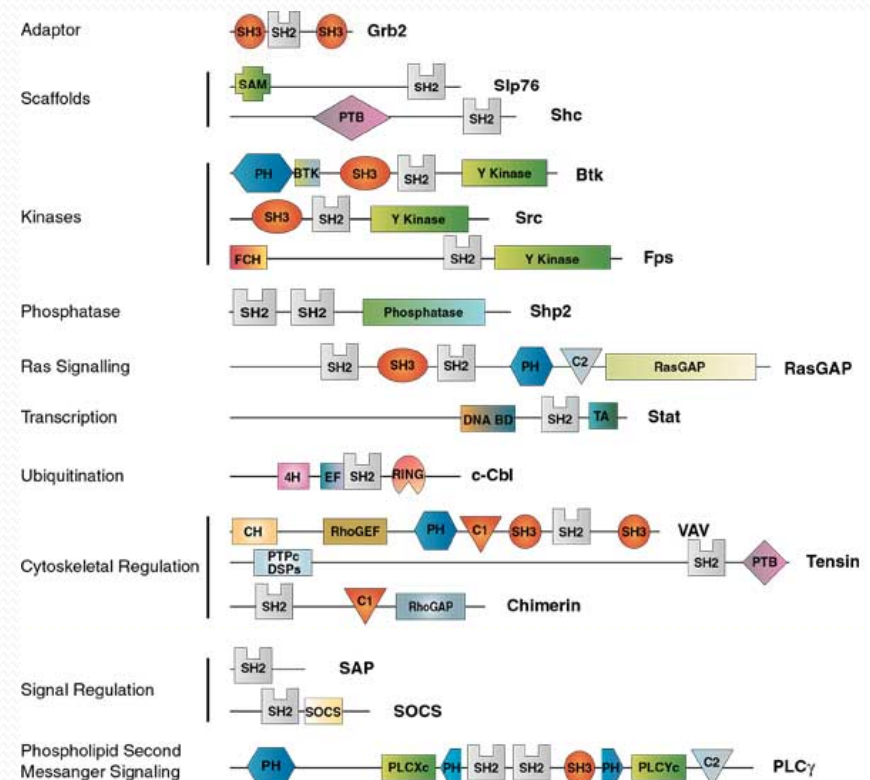 Adaptor
SH3 SH2 SH3 Grb2
Scaffolds
SAM SH2 Slp76
PTB SH2 Shc
Kinases
PH BTK SH3 SH2 Y Kinase Btk
SH3 SH2 Y Kinase Src
FCH SH2 Y Kinase Fps
Phosphatase
SH2 SH2 Phosphatase Shp2
Ras Signalling
SH2 SH3 SH2 PH C2 RasGAP RasGAP
Transcription
DNA BD SH2 TA Stat
Ubiquitination
4H EF SH2 RING c-Cbl
Cytoskeletal Regulation
CH RhoGEF PH C1 SH3 SH2 SH3 VAV
PTPc
DSPs SH2 PTB Tensin
SH2 C1 RhoGAP Chimerin
Signal Regulation
SH2 SAP
SH2 SOCS SOCS
Phospholipid Second
Messanger Signaling
PH PLCXc PH SH2 SH2 SH3 PH PLCYc C2 PLCγ